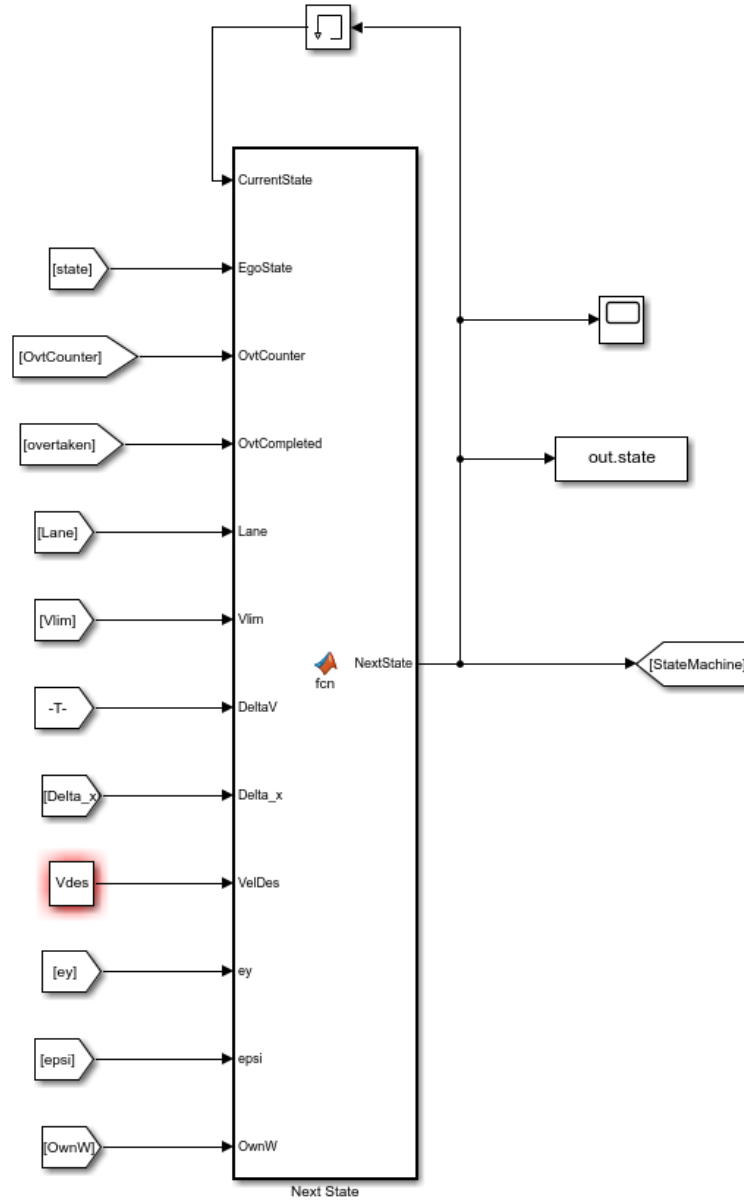 CurrentState
[state]
EgoState
[OvtCounter]
OvtCounter
[overtaken]
OvtCompleted
out.state
[Lane]
Lane
[Vlim]
Vlim
NextState
[StateMachine]
fcn
-T-
DeltaV
[Delta_x
Delta_x
Vdes
VelDes
[ey]
ey
[epsi]
epsi
[OwnW]
OwnW
Next State